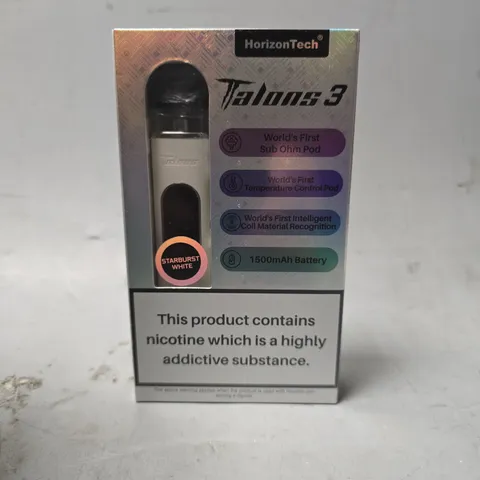 HorizonTech®
Talons 3
World's First
Sub Ohm Pod
World's First
Temperature Control Pod
World's First Intelligent
Coil Material Recognition
1500mAh Battery
STARBURST
WHITE
This product contains
nicotine which is a highly
addictive substance.